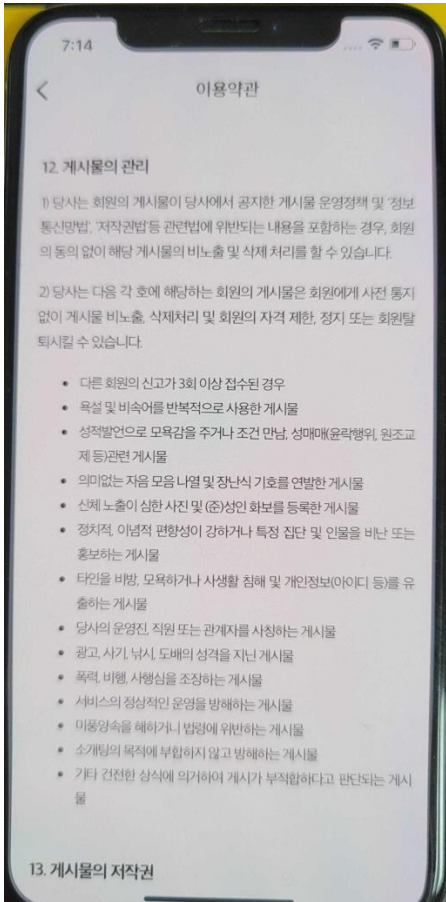 7:14
이용약관
12. 게시물의 관리
1) 당사는 회원의 게시물이 당사에서 공지한 게시물 운영정책 및 '정보
통신망법', '저작권법'등 관련법에 위반되는 내용을 포함하는 경우, 회원
의 동의 없이 해당 게시물의 비노출 및 삭제 처리를 할 수 있습니다.
2) 당사는 다음 각 호에 해당하는 회원의 게시물은 회원에게 사전 통지
없이 게시물 비노출, 삭제처리 및 회원의 자격 제한, 정지 또는 회원탈
퇴시킬 수 있습니다.
• 다른 회원의 신고가 3회 이상 접수된 경우
• 욕설 및 비속어를 반복적으로 사용한 게시물
• 성적발언으로 모욕감을 주거나 조건 만남, 성매매(윤락행위, 원조교
제 등)관련 게시물
• 의미없는 자음 모음 나열 및 장난식 기호를 연발한 게시물
• 신체 노출이 심한 사진 및 (준)성인 화보를 등록한 게시물
• 정치적, 이념적 편향성이 강하거나 특정 집단 및 인물을 비난 또는
홍보하는 게시물
• 타인을 비방, 모욕하거나 사생활 침해 및 개인정보(아이디 등)를 유
출하는 게시물
• 당사의 운영진, 직원 또는 관계자를 사칭하는 게시물
• 광고, 사기, 낚시, 도배의 성격을 지닌 게시물
• 폭력, 비행, 사행심을 조장하는 게시물
• 서비스의 정상적인 운영을 방해하는 게시물
• 미풍양속을 해하거나 법령에 위반하는 게시물
• 소개팅의 목적에 부합하지 않고 방해하는 게시물
• 기타 건전한 상식에 의거하여 게시가 부적합하다고 판단되는 게시
물
13. 게시물의 저작권